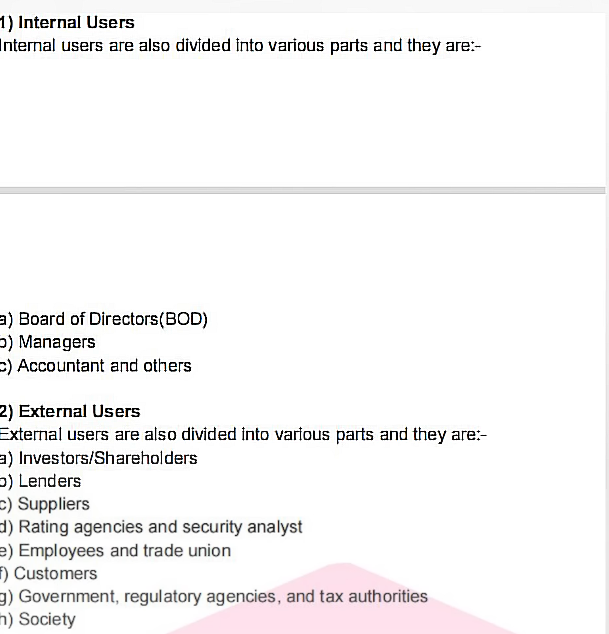 1) Internal Users
Internal users are also divided into various parts and they are:-
a) Board of Directors(BOD)
b) Managers
c) Accountant and others
2) External Users
External users are also divided into various parts and they are:-
a) Investors/Shareholders
b) Lenders
c) Suppliers
d) Rating agencies and security analyst
e) Employees and trade union
f) Customers
g) Government, regulatory agencies, and tax authorities
h) Society